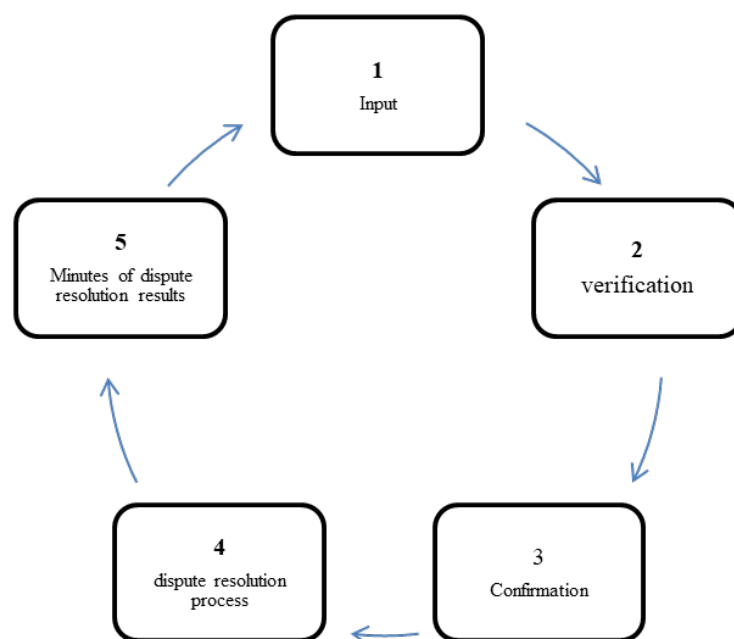 1
Input
2
verification
3
Confirmation
4
dispute resolution
process
5
Minutes of dispute
resolution results